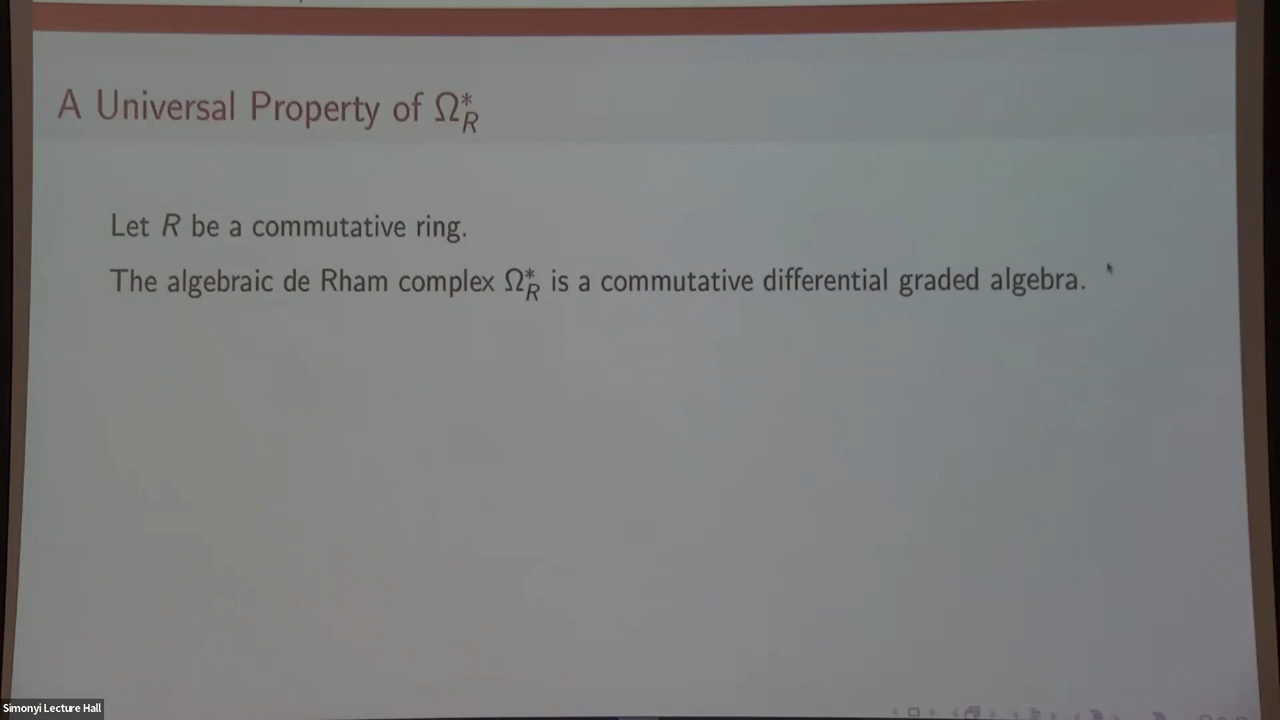 A Universal Property of Ω*_R
Let R be a commutative ring.
The algebraic de Rham complex Ω*_R is a commutative differential graded algebra.
Simonyi Lecture Hall